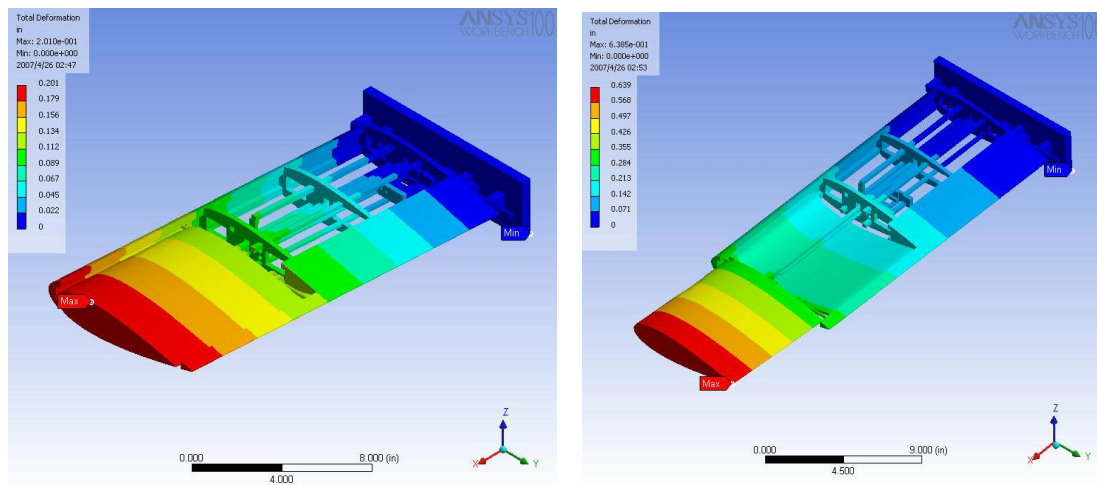 Total Deformation
in
Max: 2.010e-001
Min: 0.000e+000
2007/4/26 02:47
0.201
0.179
0.156
0.134
0.112
0.089
0.067
0.045
0.022
0
ANSYS 10.0
WORKBENCH
Min
Max
Z
X
Y
0.000
8.000 (in)
4.000
Total Deformation
in
Max: 6.385e-001
Min: 0.000e+000
2007/4/26 02:53
0.639
0.568
0.497
0.426
0.355
0.284
0.213
0.142
0.071
0
ANSYS 10.0
WORKBENCH
Min
Max
Z
X
Y
0.000
9.000 (in)
4.500